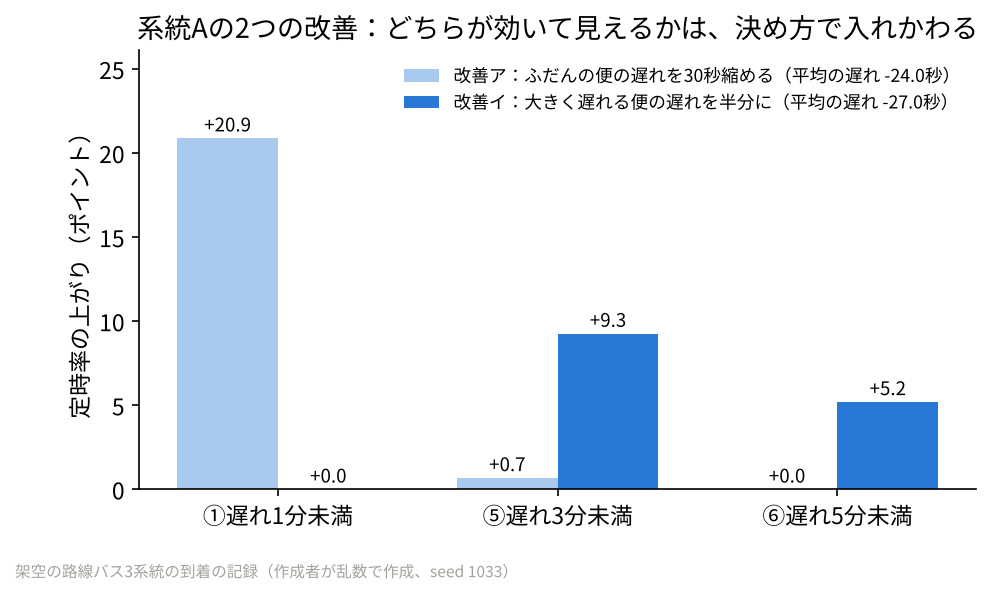 系統Aの2つの改善：どちらが効いて見えるかは、決め方で入れかわる
改善ア：ふだんの便の遅れを30秒縮める（平均の遅れ -24.0秒）
改善イ：大きく遅れる便の遅れを半分に（平均の遅れ -27.0秒）
定時率の上がり（ポイント）
25
20
15
10
5
0
+20.9
+0.0
+0.7
+9.3
+0.0
+5.2
①遅れ1分未満
⑤遅れ3分未満
⑥遅れ5分未満
架空の路線バス3系統の到着の記録（作成者が乱数で作成、seed 1033）